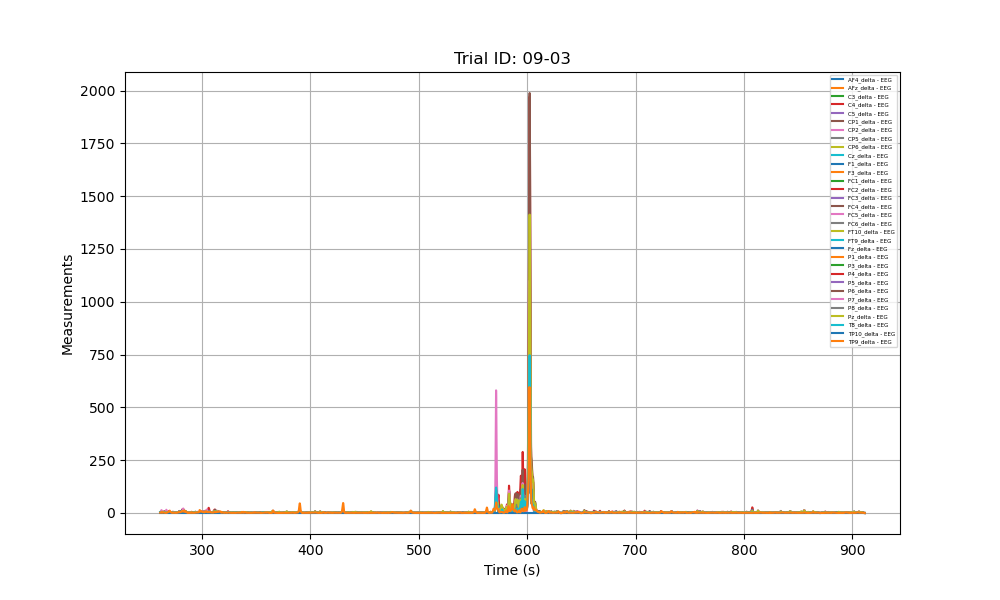 Trial ID: 09-03
2000
1750
1500
1250
1000
750
500
250
0
Measurements
300
400
500
600
700
800
900
Time (s)
AF4_delta - EEG
AFz_delta - EEG
C3_delta - EEG
C4_delta - EEG
C5_delta - EEG
CP1_delta - EEG
CP2_delta - EEG
CP5_delta - EEG
CP6_delta - EEG
Cz_delta - EEG
F1_delta - EEG
F3_delta - EEG
FC1_delta - EEG
FC2_delta - EEG
FC3_delta - EEG
FC4_delta - EEG
FC5_delta - EEG
FC6_delta - EEG
FT10_delta - EEG
FT9_delta - EEG
Fz_delta - EEG
P1_delta - EEG
P3_delta - EEG
P4_delta - EEG
P5_delta - EEG
P6_delta - EEG
P7_delta - EEG
P8_delta - EEG
Pz_delta - EEG
T8_delta - EEG
TP10_delta - EEG
TP9_delta - EEG